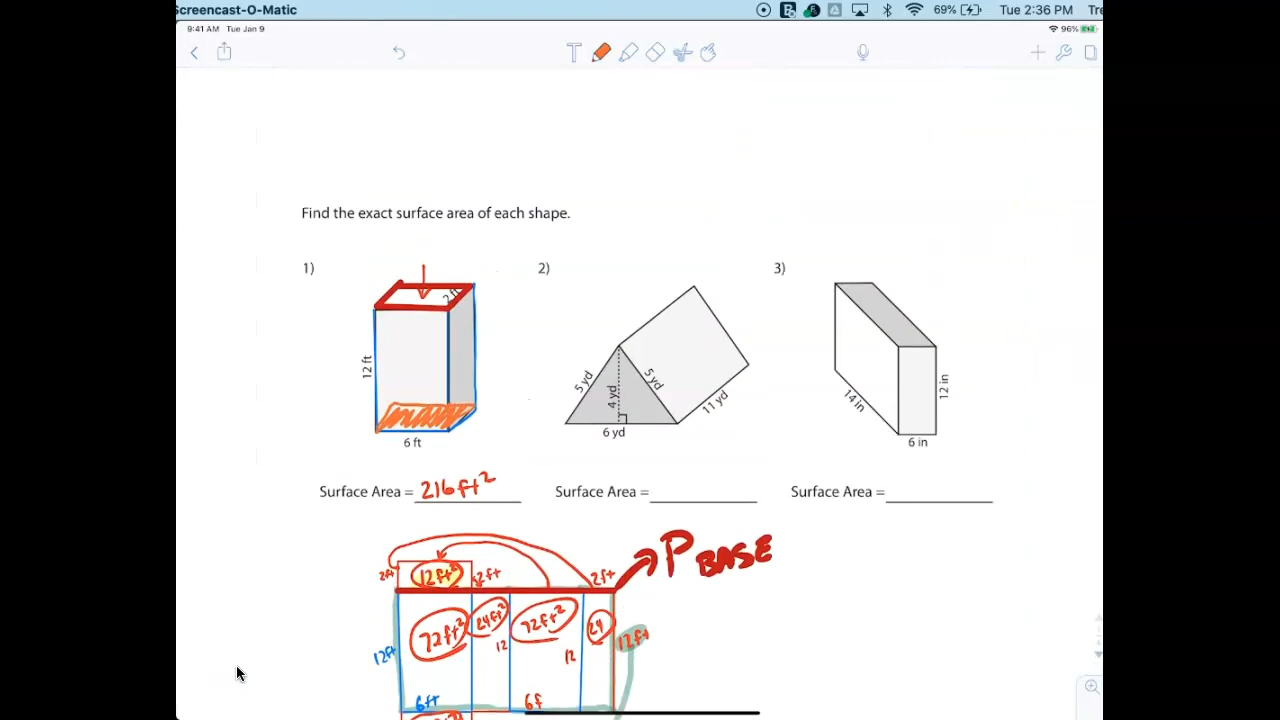 Screencast-O-Matic
69%
Tue 2:36 PM
Tre
9:41 AM Tue Jan 9
96%
T
Find the exact surface area of each shape.
1)
2)
3)
2 ft
12 ft
6 ft
5 yd
4 yd
5 yd
11 yd
6 yd
14 in
12 in
6 in
Surface Area = 216 ft²
Surface Area =
Surface Area =
P BASE
2ft
12ft²
2ft
2ft
72ft²
24ft²
72ft²
24
12ft
12ft
12
12
6ft
6f